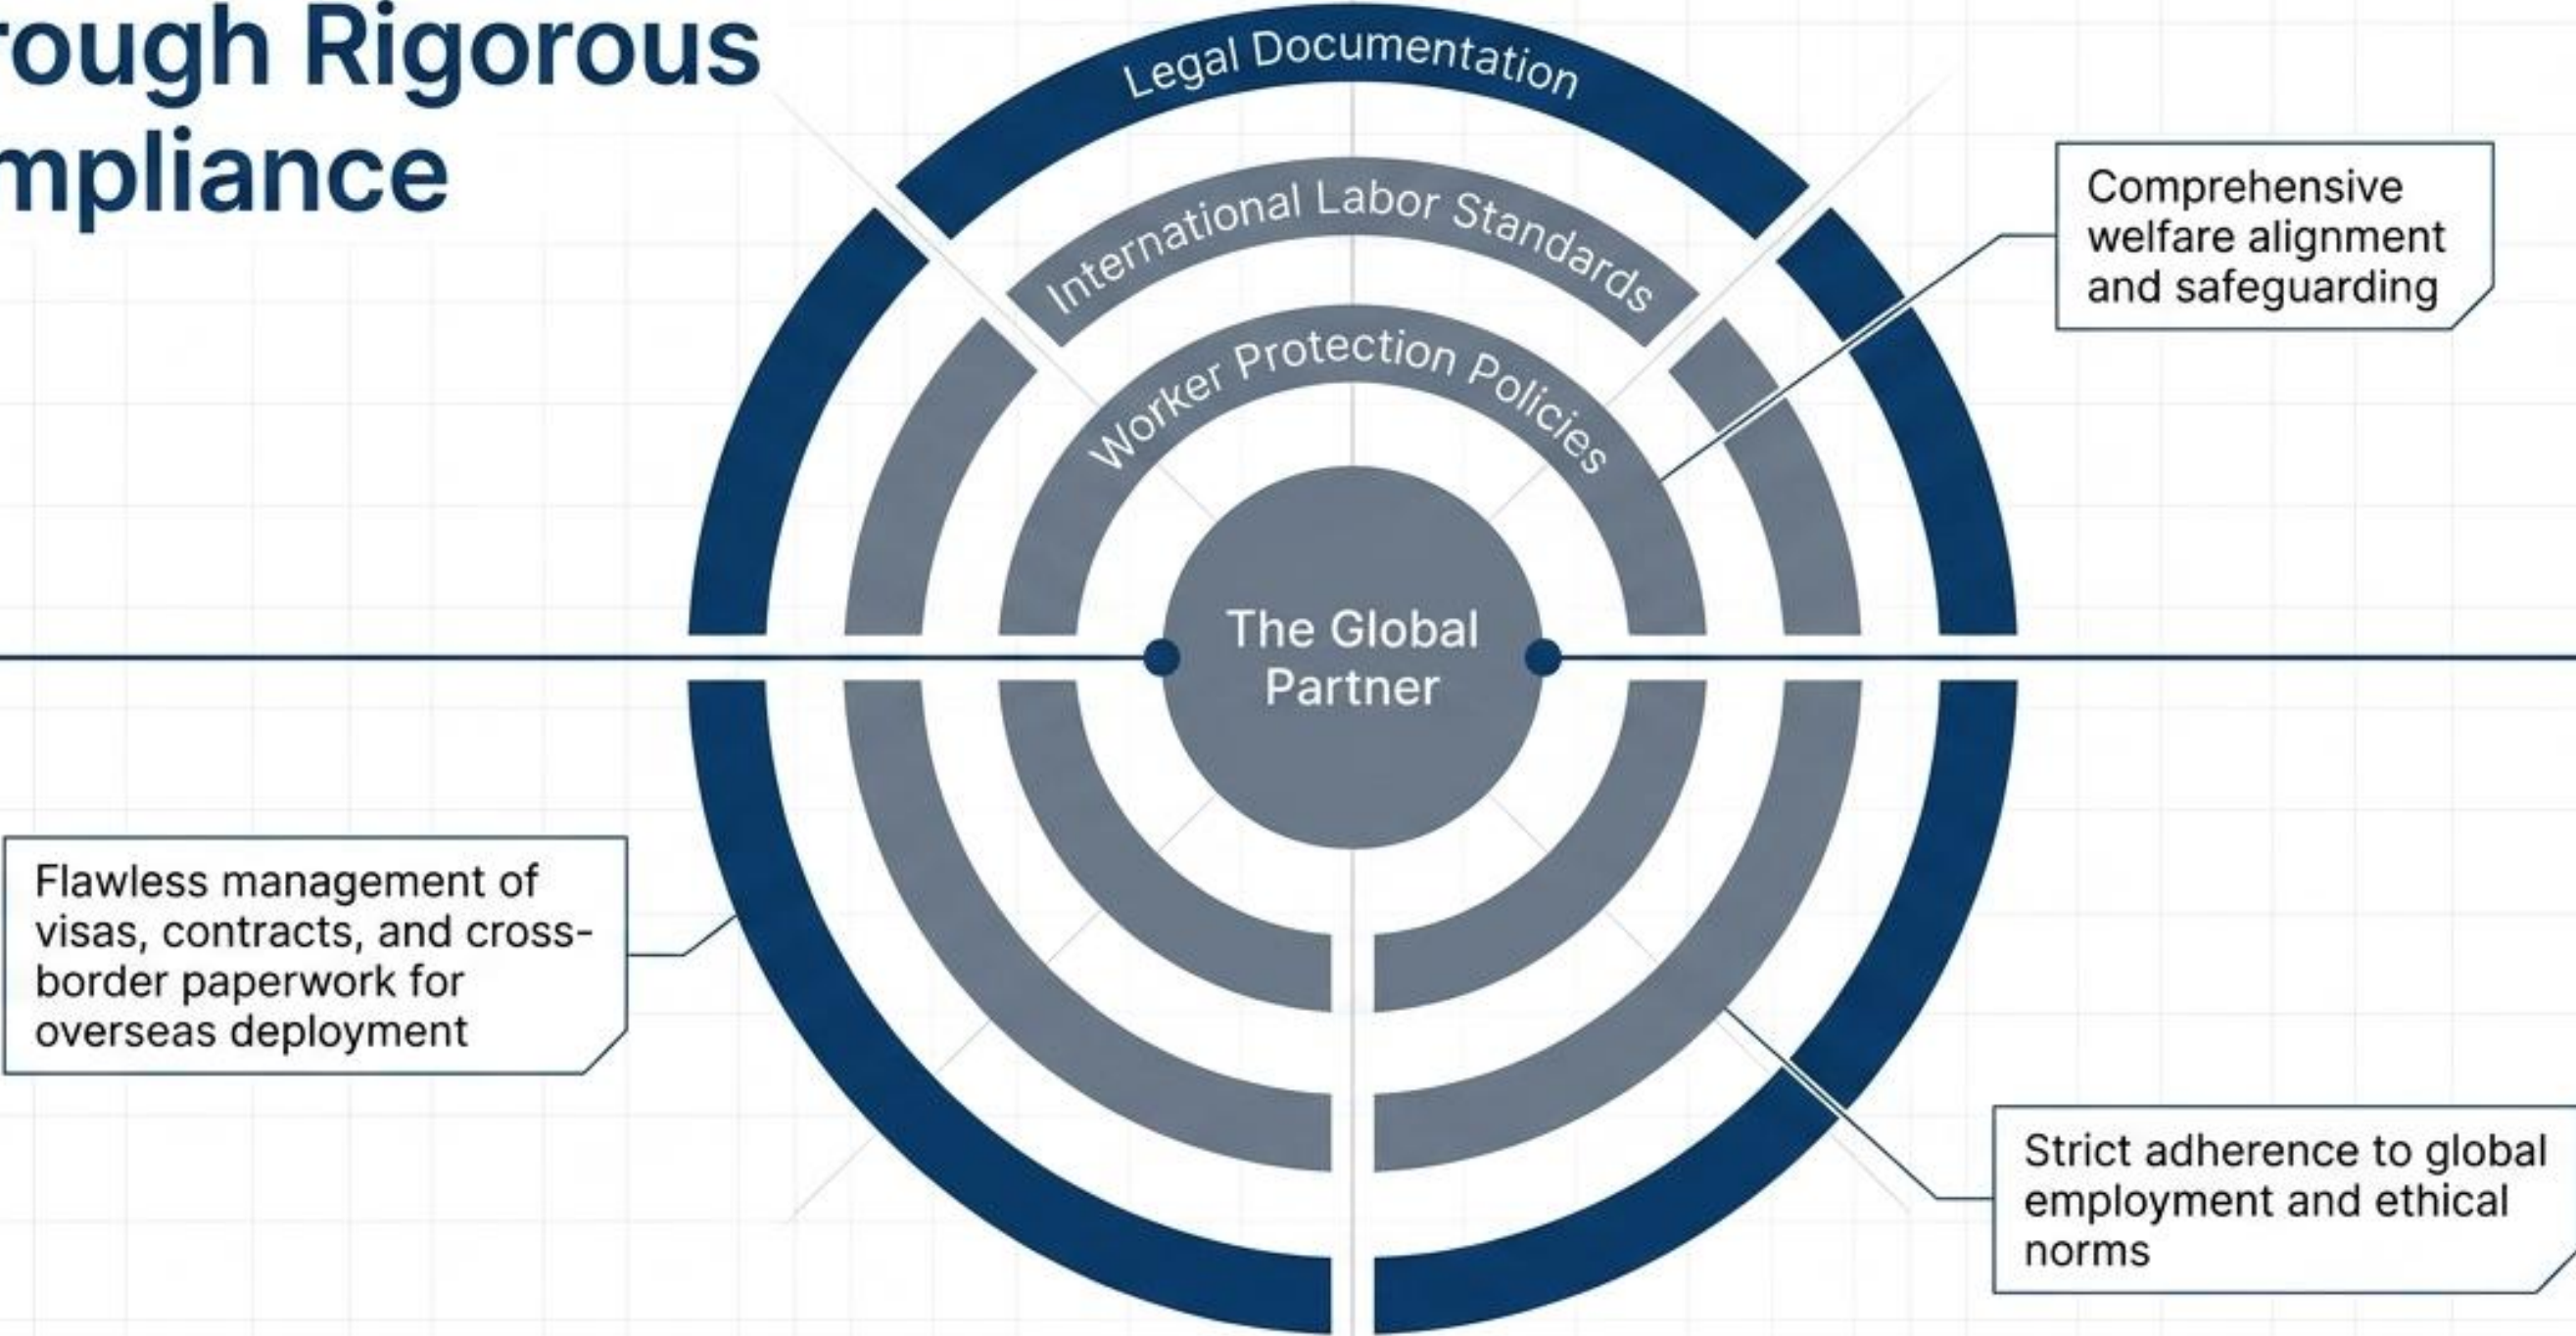 rough Rigorous
mpliance
Legal Documentation
International Labor Standards
Worker Protection Policies
The Global
Partner
Comprehensive
welfare alignment
and safeguarding
Flawless management of
visas, contracts, and cross-
border paperwork for
overseas deployment
Strict adherence to global
employment and ethical
norms